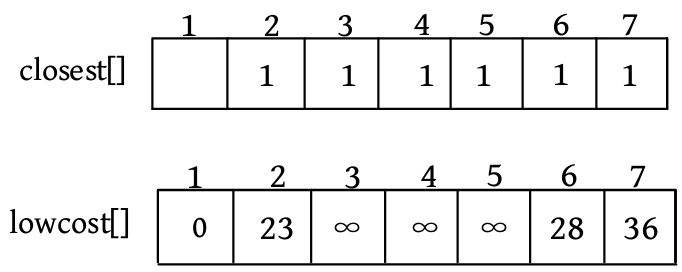 1 2 3 4 5 6 7
closest[] 1 1 1 1 1 1
1 2 3 4 5 6 7
lowcost[] 0 23 ∞ ∞ ∞ 28 36